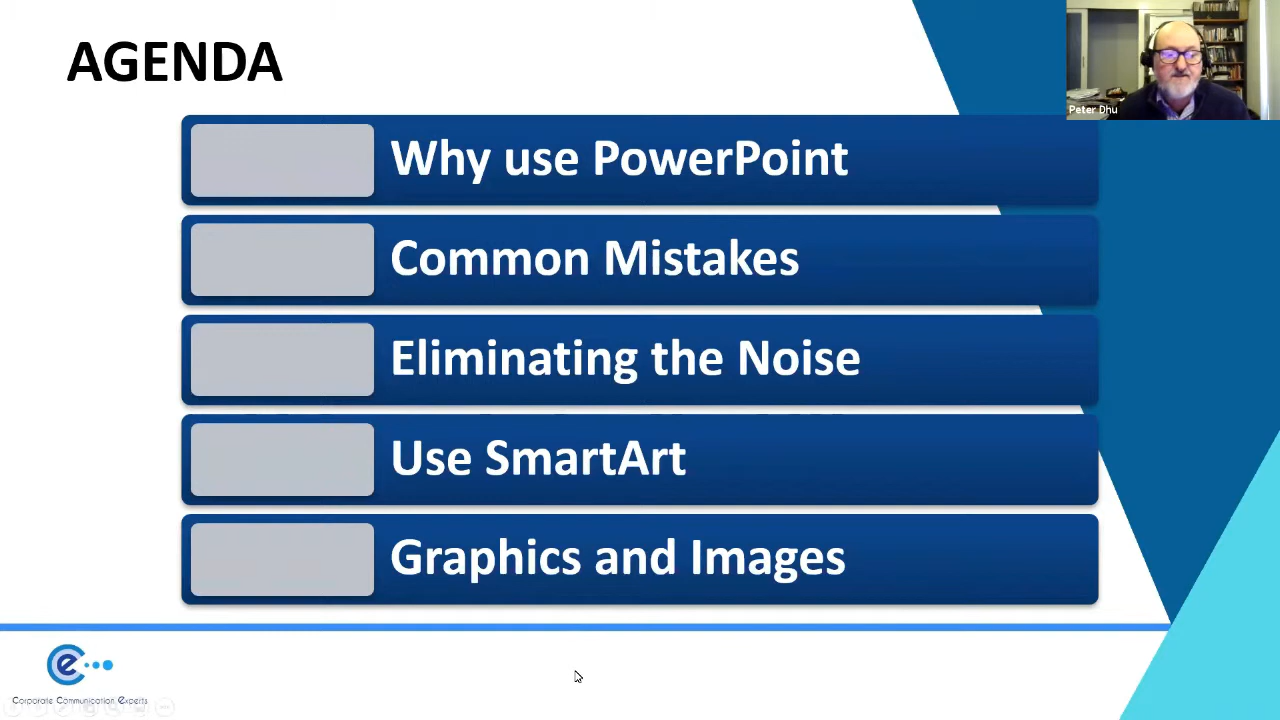 AGENDA
Peter Dhu
Why use PowerPoint
Common Mistakes
Eliminating the Noise
Use SmartArt
Graphics and Images
Corporate Communication Experts